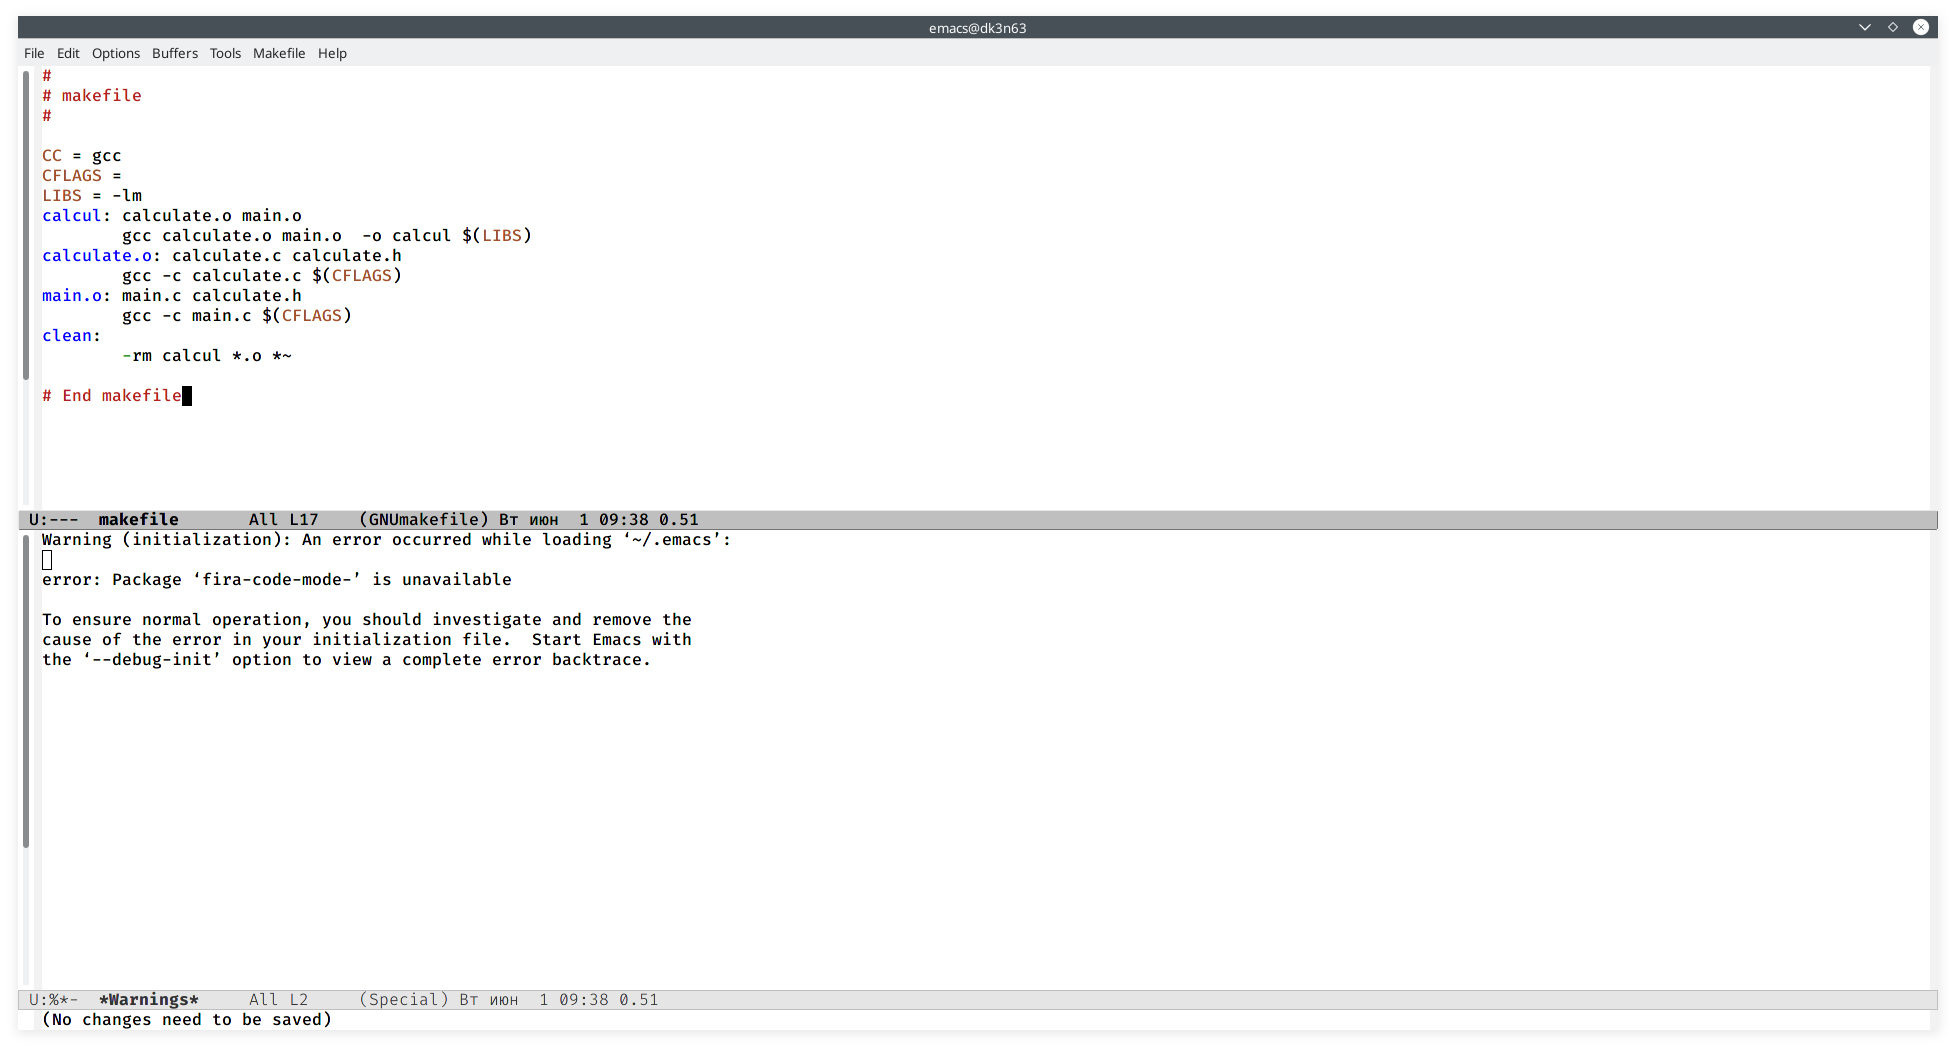 emacs@dk3n63
File Edit Options Buffers Tools Makefile Help
#
# makefile
#
CC = gcc
CFLAGS =
LIBS = -lm
calcul: calculate.o main.o
        gcc calculate.o main.o  -o calcul $(LIBS)
calculate.o: calculate.c calculate.h
        gcc -c calculate.c $(CFLAGS)
main.o: main.c calculate.h
        gcc -c main.c $(CFLAGS)
clean:
        -rm calcul *.o *~
# End makefile
U:---  makefile       All L17    (GNUmakefile) Вт июн  1 09:38 0.51
Warning (initialization): An error occurred while loading ‘~/.emacs’:
error: Package ‘fira-code-mode-’ is unavailable
To ensure normal operation, you should investigate and remove the
cause of the error in your initialization file.  Start Emacs with
the ‘--debug-init’ option to view a complete error backtrace.
U:%*-  *Warnings*     All L2     (Special) Вт июн  1 09:38 0.51
(No changes need to be saved)